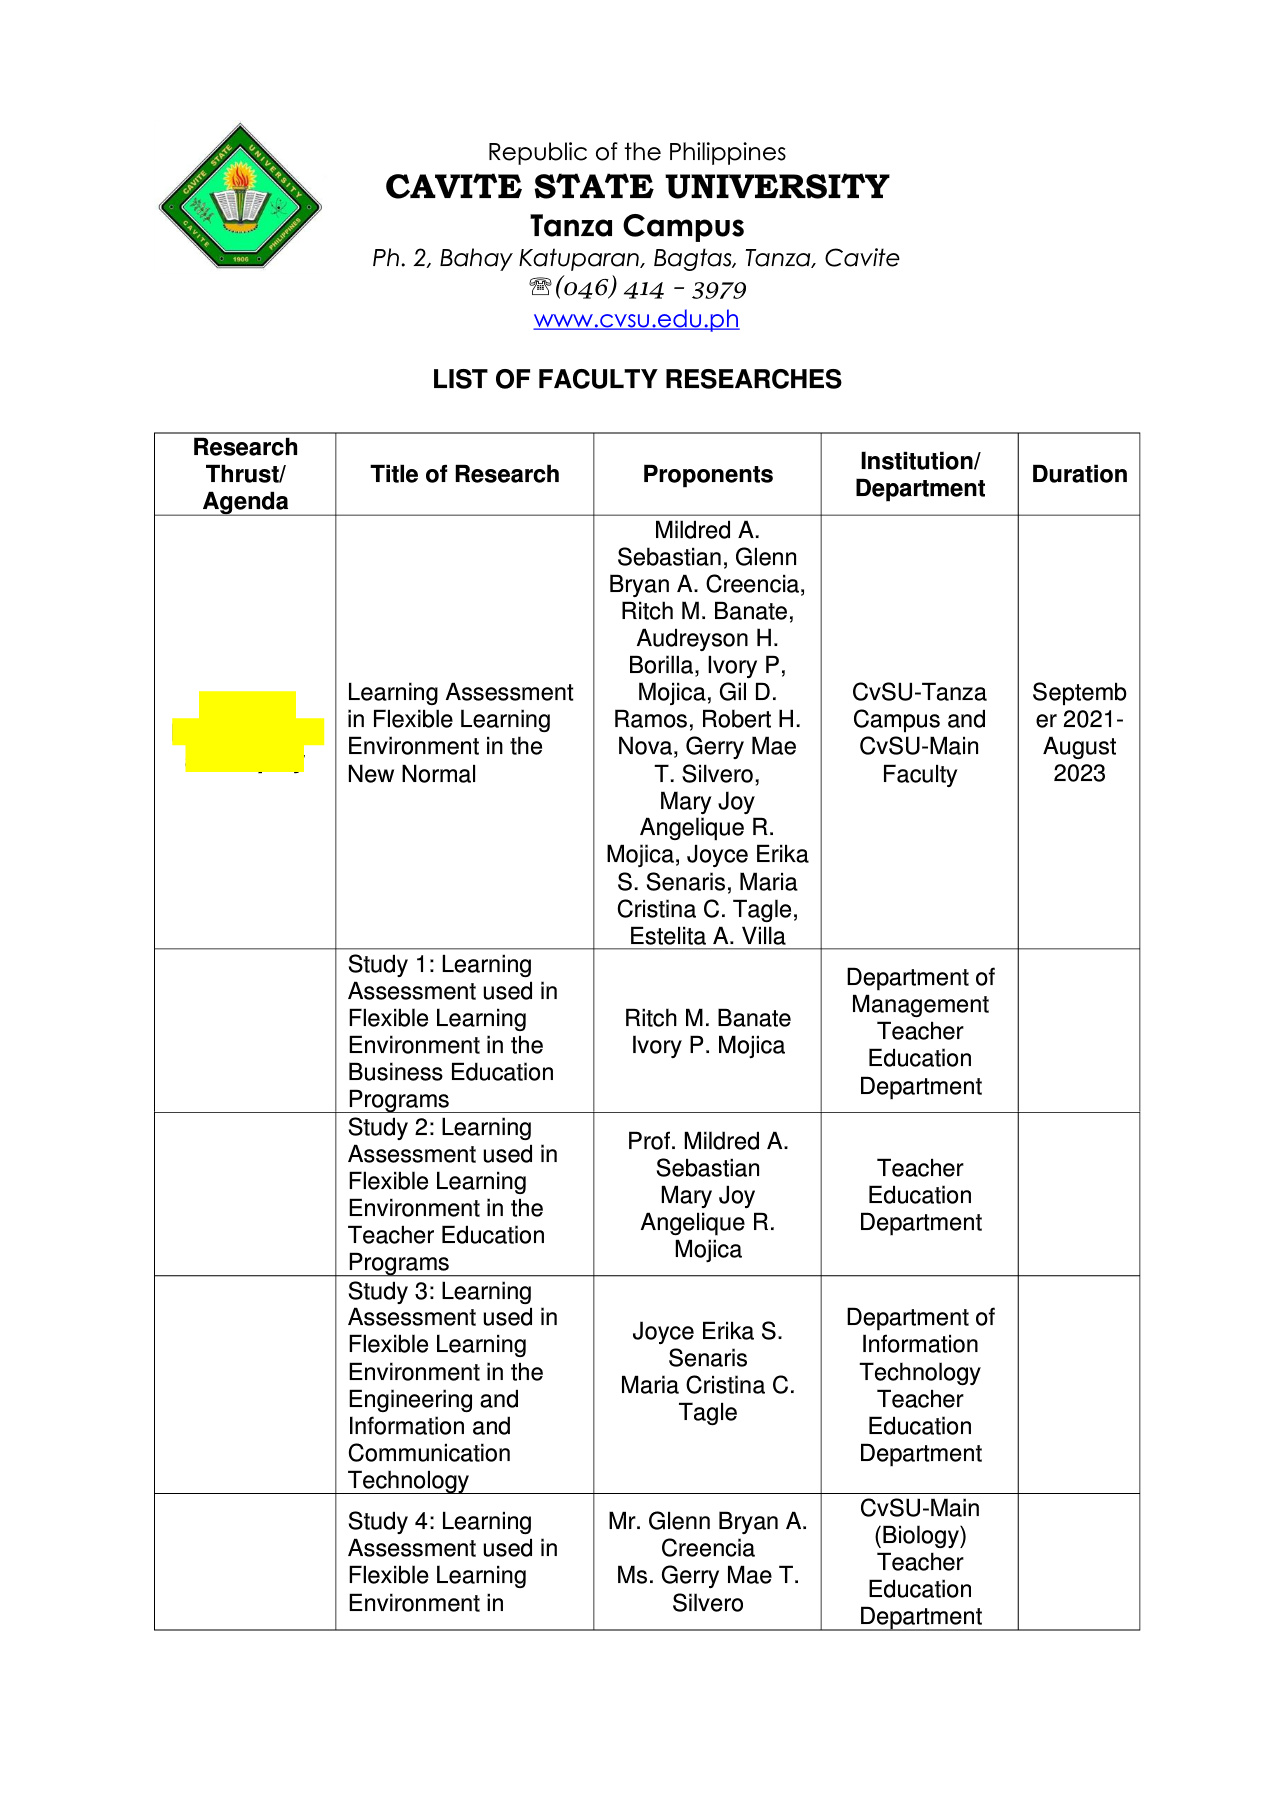 CAVITE STATE UNIVERSITY
CAVITE
PHILIPPINES
1906
Republic of the Philippines
CAVITE STATE UNIVERSITY
Tanza Campus
Ph. 2, Bahay Katuparan, Bagtas, Tanza, Cavite
☏(046) 414 – 3979
www.cvsu.edu.ph
LIST OF FACULTY RESEARCHES
Research
Thrust/
Agenda
Title of Research
Proponents
Institution/
Department
Duration
Learning Assessment
in Flexible Learning
Environment in the
New Normal
Mildred A.
Sebastian, Glenn
Bryan A. Creencia,
Ritch M. Banate,
Audreyson H.
Borilla, Ivory P,
Mojica, Gil D.
Ramos, Robert H.
Nova, Gerry Mae
T. Silvero,
Mary Joy
Angelique R.
Mojica, Joyce Erika
S. Senaris, Maria
Cristina C. Tagle,
Estelita A. Villa
CvSU-Tanza
Campus and
CvSU-Main
Faculty
Septemb
er 2021-
August
2023
Study 1: Learning
Assessment used in
Flexible Learning
Environment in the
Business Education
Programs
Ritch M. Banate
Ivory P. Mojica
Department of
Management
Teacher
Education
Department
Study 2: Learning
Assessment used in
Flexible Learning
Environment in the
Teacher Education
Programs
Prof. Mildred A.
Sebastian
Mary Joy
Angelique R.
Mojica
Teacher
Education
Department
Study 3: Learning
Assessment used in
Flexible Learning
Environment in the
Engineering and
Information and
Communication
Technology
Joyce Erika S.
Senaris
Maria Cristina C.
Tagle
Department of
Information
Technology
Teacher
Education
Department
Study 4: Learning
Assessment used in
Flexible Learning
Environment in
Mr. Glenn Bryan A.
Creencia
Ms. Gerry Mae T.
Silvero
CvSU-Main
(Biology)
Teacher
Education
Department